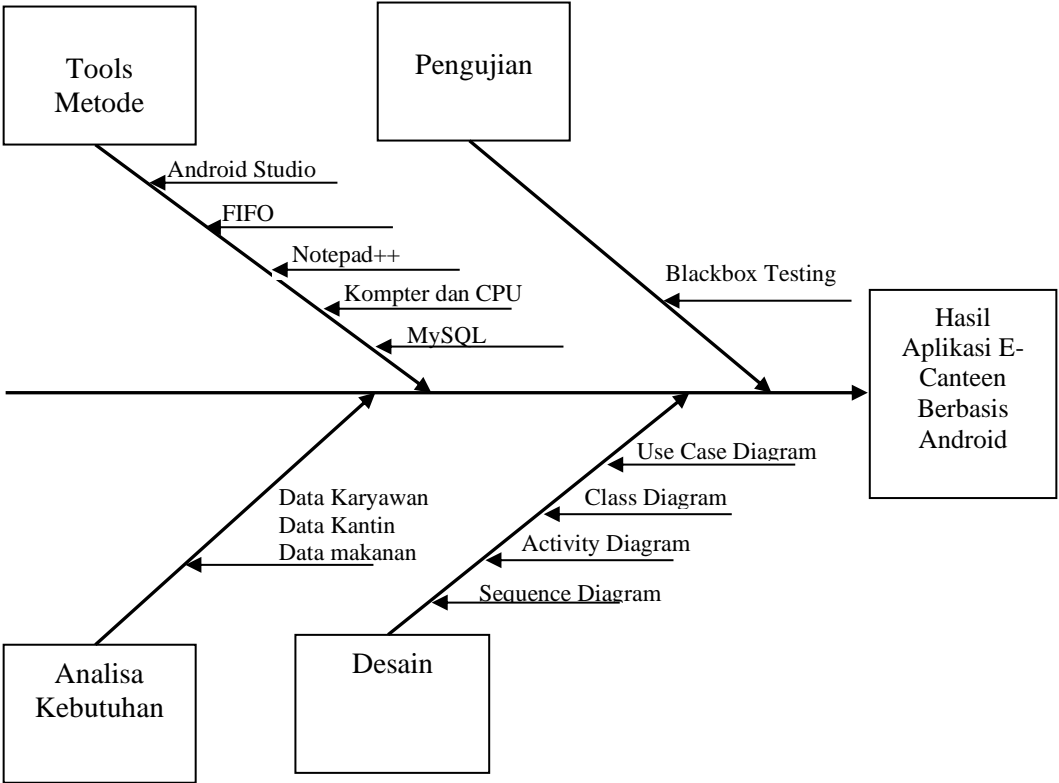 Tools
Metode
Pengujian
Android Studio
FIFO
Notepad++
Kompter dan CPU
MySQL
Blackbox Testing
Hasil
Aplikasi E-
Canteen
Berbasis
Android
Use Case Diagram
Class Diagram
Activity Diagram
Sequence Diagram
Data Karyawan
Data Kantin
Data makanan
Analisa
Kebutuhan
Desain